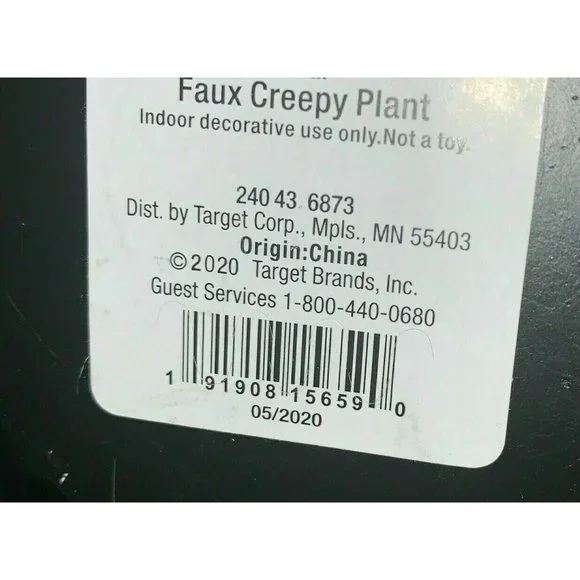 Faux Creepy Plant
Indoor decorative use only.Not a toy.
240 43 6873
Dist. by Target Corp., Mpls., MN 55403
Origin:China
©2020 Target Brands, Inc.
Guest Services 1-800-440-0680
1 91908 15659 0
05/2020